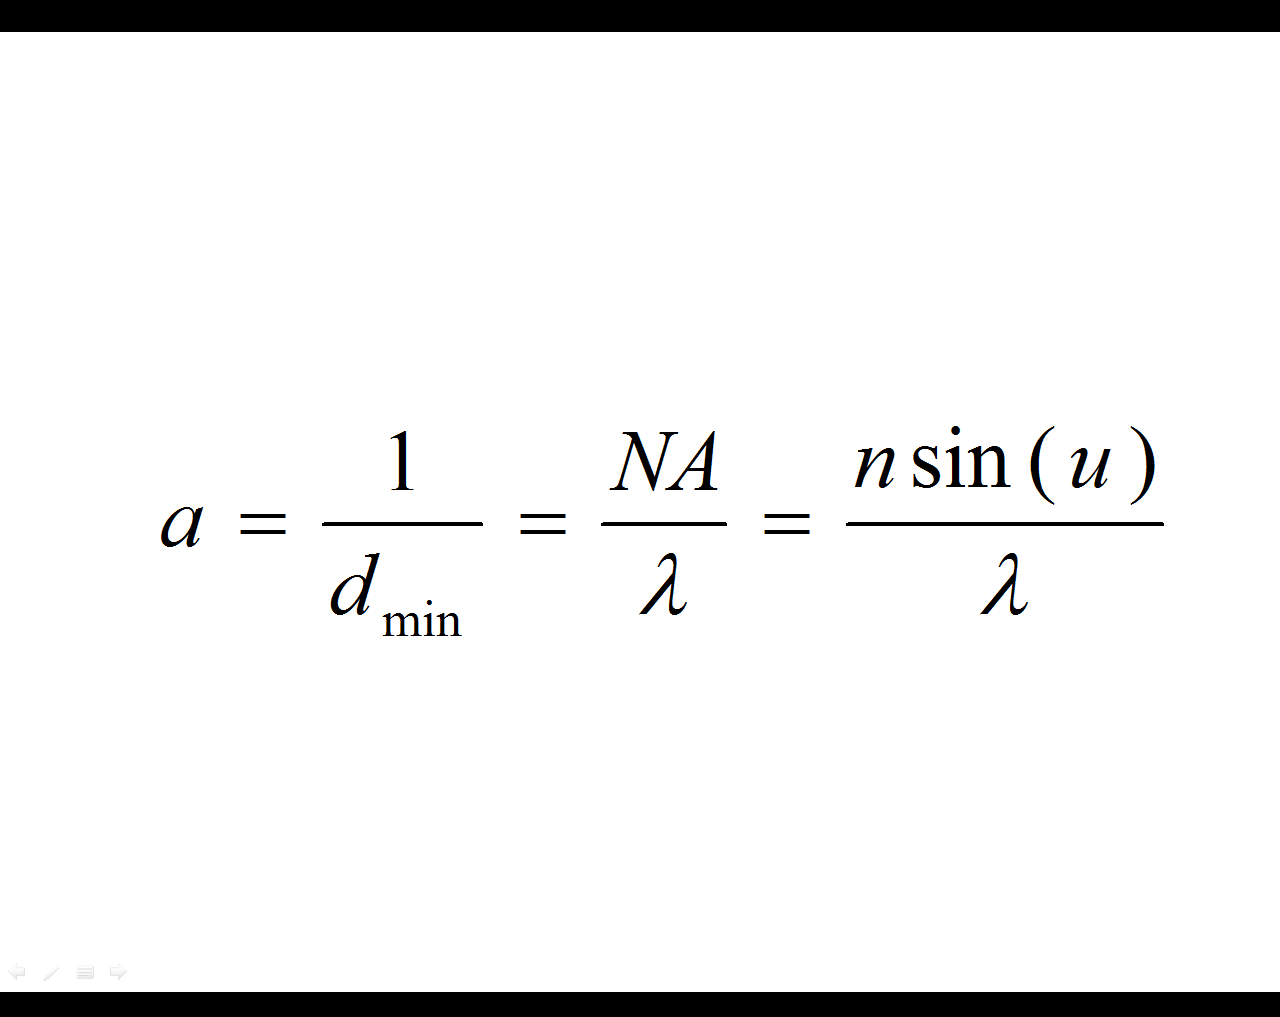 a = 1/d_min = NA/λ = n sin(u)/λ